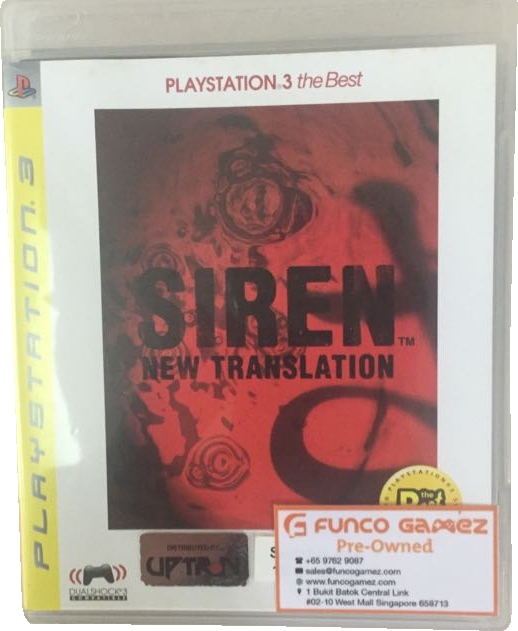 PLAYSTATION®3 the Best
PLAYSTATION 3
SIREN™
NEW TRANSLATION
PLAYSTATION
the
DISTRIBUTED BY
UPTRON
S
DUALSHOCK®3
COMPATIBLE
FUNCO GAMEZ
Pre-Owned
+65 9762 9087
sales@funcogamez.com
www.funcogamez.com
1 Bukit Batok Central Link
#02-10 West Mall Singapore 658713